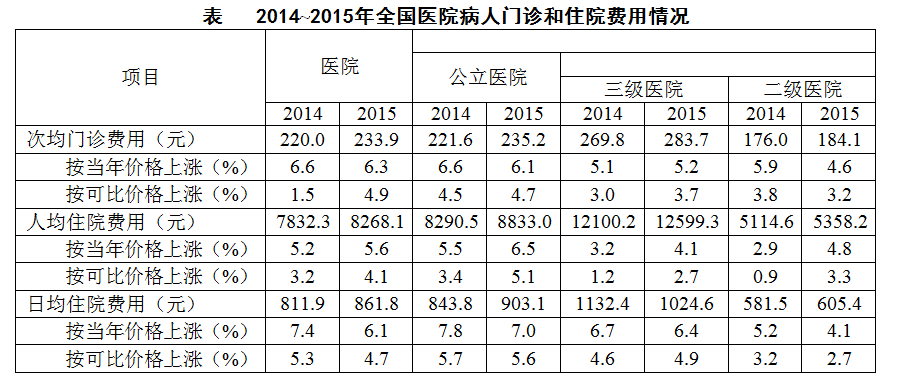 表 2014~2015年全国医院病人门诊和住院费用情况
项目 医院 公立医院 三级医院 二级医院
2014 2015 2014 2015 2014 2015 2014 2015
次均门诊费用（元） 220.0 233.9 221.6 235.2 269.8 283.7 176.0 184.1
按当年价格上涨（%） 6.6 6.3 6.6 6.1 5.1 5.2 5.9 4.6
按可比价格上涨（%） 1.5 4.9 4.5 4.7 3.0 3.7 3.8 3.2
人均住院费用（元） 7832.3 8268.1 8290.5 8833.0 12100.2 12599.3 5114.6 5358.2
按当年价格上涨（%） 5.2 5.6 5.5 6.5 3.2 4.1 2.9 4.8
按可比价格上涨（%） 3.2 4.1 3.4 5.1 1.2 2.7 0.9 3.3
日均住院费用（元） 811.9 861.8 843.8 903.1 1132.4 1024.6 581.5 605.4
按当年价格上涨（%） 7.4 6.1 7.8 7.0 6.7 6.4 5.2 4.1
按可比价格上涨（%） 5.3 4.7 5.7 5.6 4.6 4.9 3.2 2.7